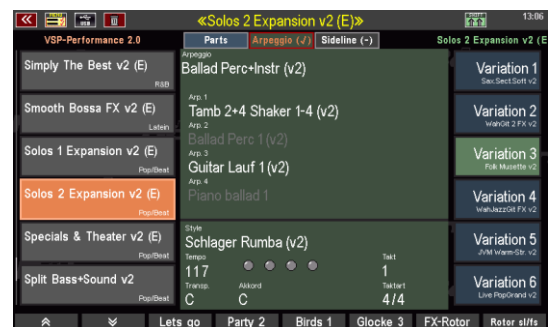 «Solos 2 Expansion v2 (E)»
13:06
VSP-Performance 2.0
Parts
Arpeggio (√)
Sideline (-)
Solos 2 Expansion v2 (E
Simply The Best v2 (E)
R&B
Smooth Bossa FX v2 (E)
Latein
Solos 1 Expansion v2 (E)
Pop/Beat
Solos 2 Expansion v2 (E)
Pop/Beat
Specials & Theater v2 (E)
Pop/Beat
Split Bass+Sound v2
Pop/Beat
Arpeggio
Ballad Perc+Instr (v2)
Arp. 1
Tamb 2+4 Shaker 1-4 (v2)
Arp. 2
Ballad Perc 1 (v2)
Arp. 3
Guitar Lauf 1 (v2)
Arp. 4
Piano ballad 1
Style
Schlager Rumba (v2)
Tempo
Takt
117
1
Transp.
Akkord
Taktart
C
C
4/4
Variation 1
Sax.Sect.Soft v2
Variation 2
WahGit 2 FX v2
Variation 3
Folk Musette v2
Variation 4
WahJazzGit FX v2
Variation 5
JVM Warm-Str. v2
Variation 6
Live PopGrand v2
Lets go
Party 2
Birds 1
Glocke 3
FX-Rotor
Rotor sl/fs